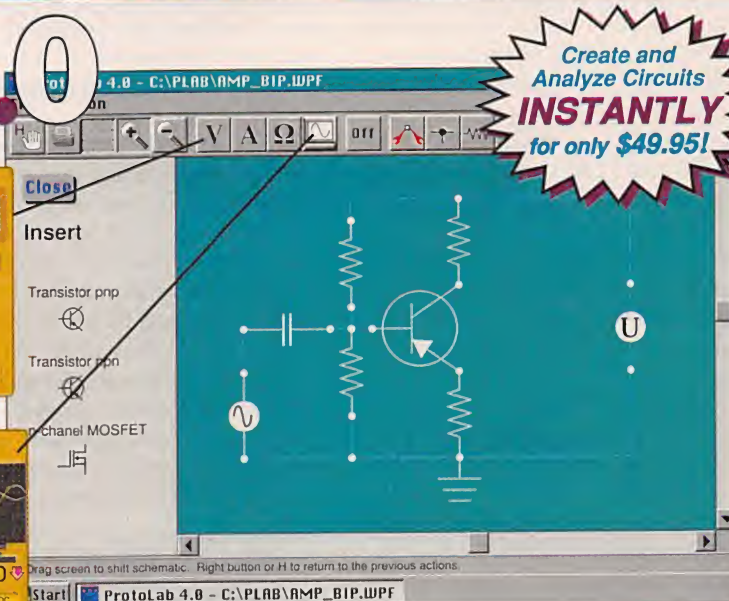 0
4.0 - C:\PLAB\AMP_BIP.WPF
Create and
Analyze Circuits
INSTANTLY
for only $49.95!
H
V A Ω Off
Close
Insert
Transistor pnp
Transistor npn
n-chanel MOSFET
U
Drag screen to shift schematic. Right button or H to return to the previous actions.
Start ProtoLab 4.0 - C:\PLAB\AMP_BIP.WPF